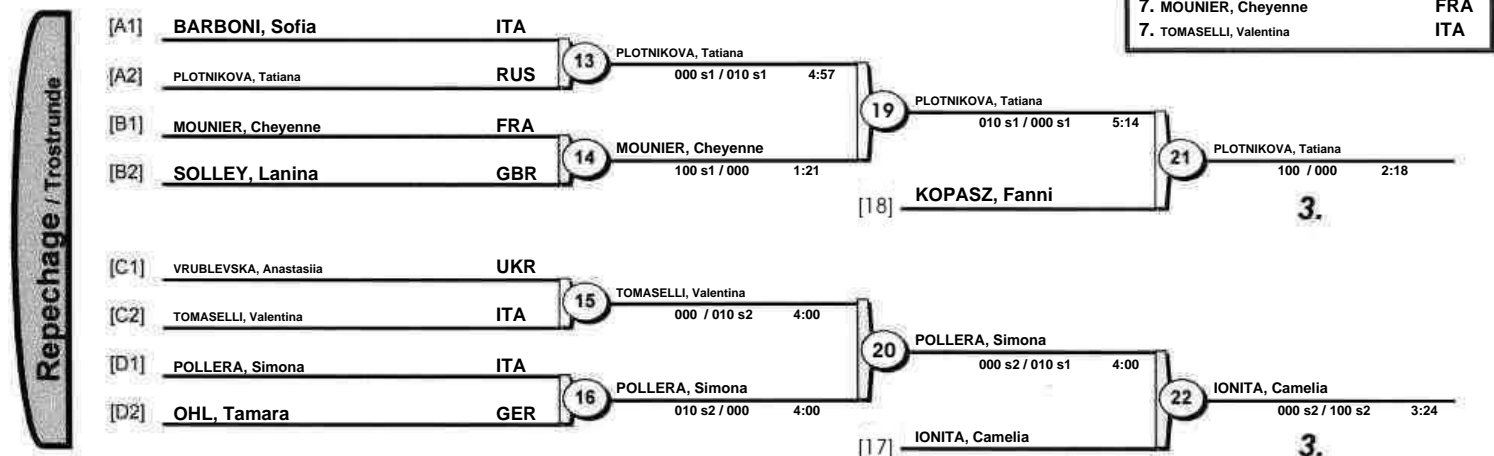 7. MOUNIER, Cheyenne FRA
7. TOMASELLI, Valentina ITA
Repechage / Trostrunde
[A1] BARBONI, Sofia ITA
[A2] PLOTNIKOVA, Tatiana RUS
13
PLOTNIKOVA, Tatiana
000 s1 / 010 s1 4:57
[B1] MOUNIER, Cheyenne FRA
[B2] SOLLEY, Lanina GBR
14
MOUNIER, Cheyenne
100 s1 / 000 1:21
19
PLOTNIKOVA, Tatiana
010 s1 / 000 s1 5:14
[18] KOPASZ, Fanni
21
PLOTNIKOVA, Tatiana
100 / 000 2:18
3.
[C1] VRUBLEVSKA, Anastasiia UKR
[C2] TOMASELLI, Valentina ITA
15
TOMASELLI, Valentina
000 / 010 s2 4:00
[D1] POLLERA, Simona ITA
[D2] OHL, Tamara GER
16
POLLERA, Simona
010 s2 / 000 4:00
20
POLLERA, Simona
000 s2 / 010 s1 4:00
[17] IONITA, Camelia
22
IONITA, Camelia
000 s2 / 100 s2 3:24
3.